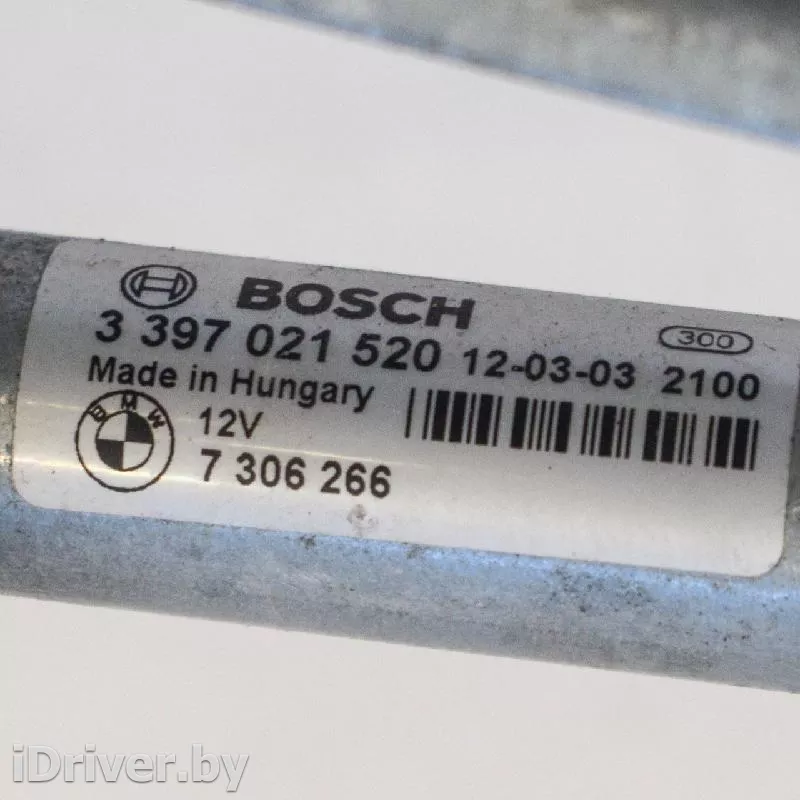 BOSCH
300
3 397 021 520 12-03-03 2100
Made in Hungary
BMW
12V
7 306 266
iDriver.by